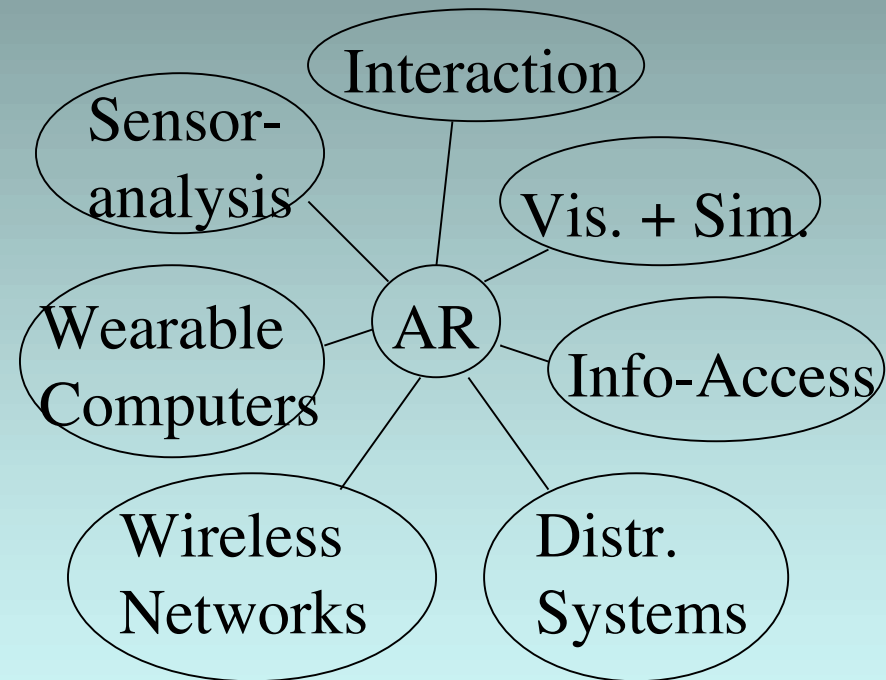 Interaction
Sensor-
analysis
Vis. + Sim.
Wearable
Computers
AR
Info-Access
Wireless
Networks
Distr.
Systems